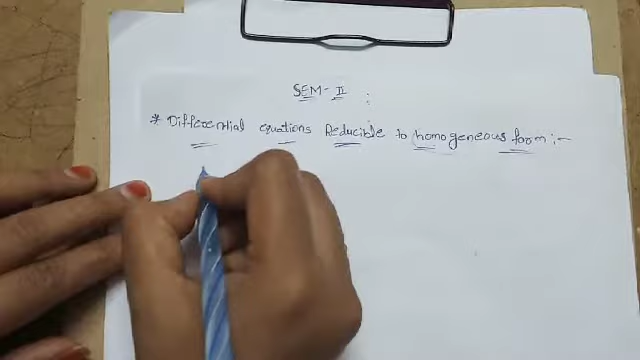 SEM-II :
* Differential equations Reducible to homogeneous form :-